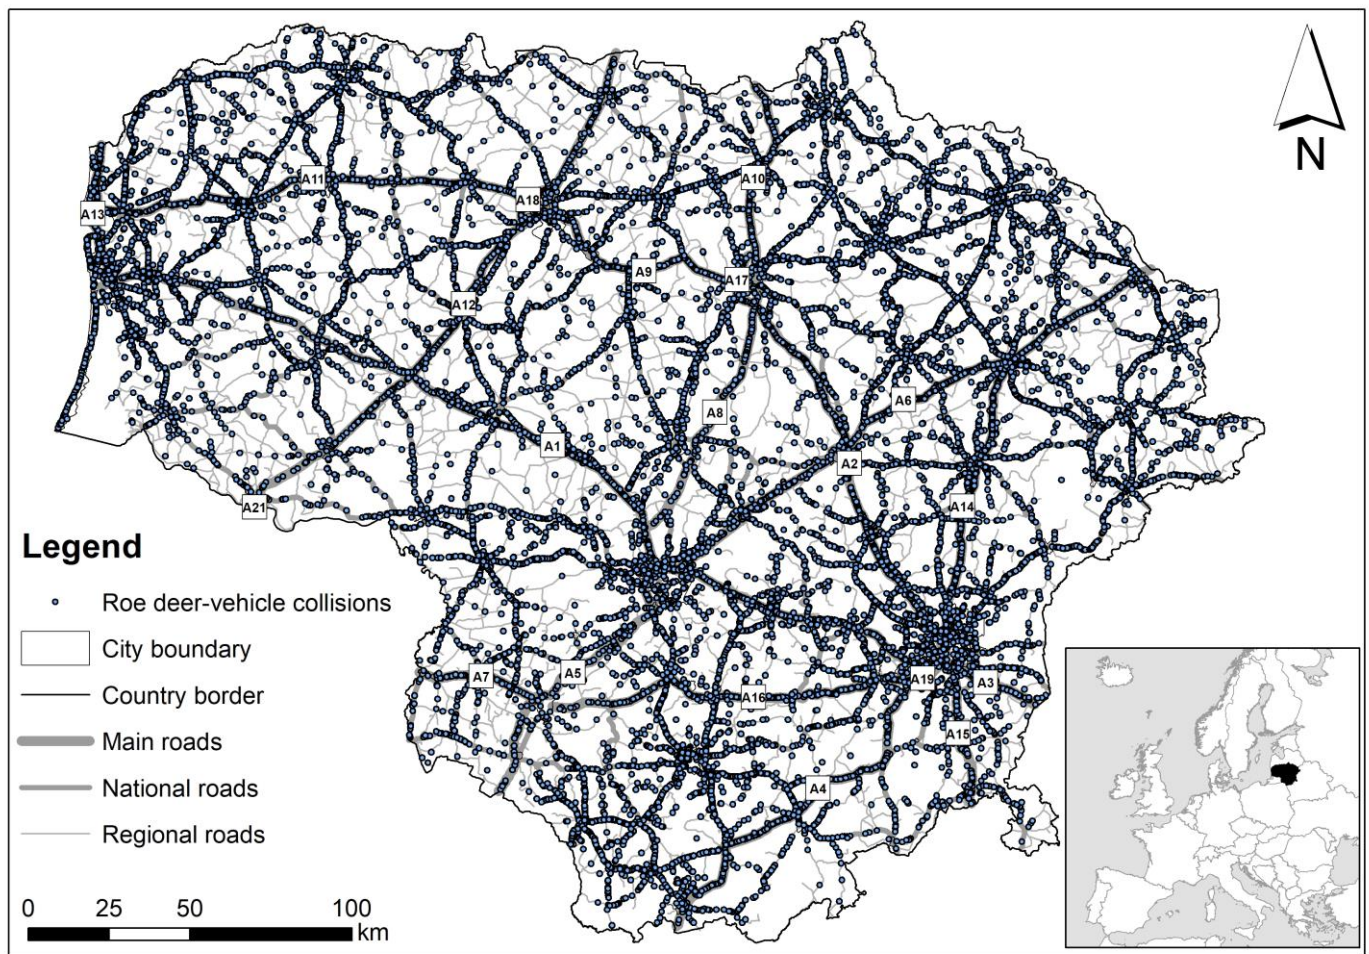 N
A11
A18
A10
A13
A9
A17
A12
A6
A8
A1
A2
A21
A14
Legend
Roe deer-vehicle collisions
City boundary
Country border
Main roads
National roads
Regional roads
A7
A5
A16
A19
A3
A15
A4
0 25 50 100
km